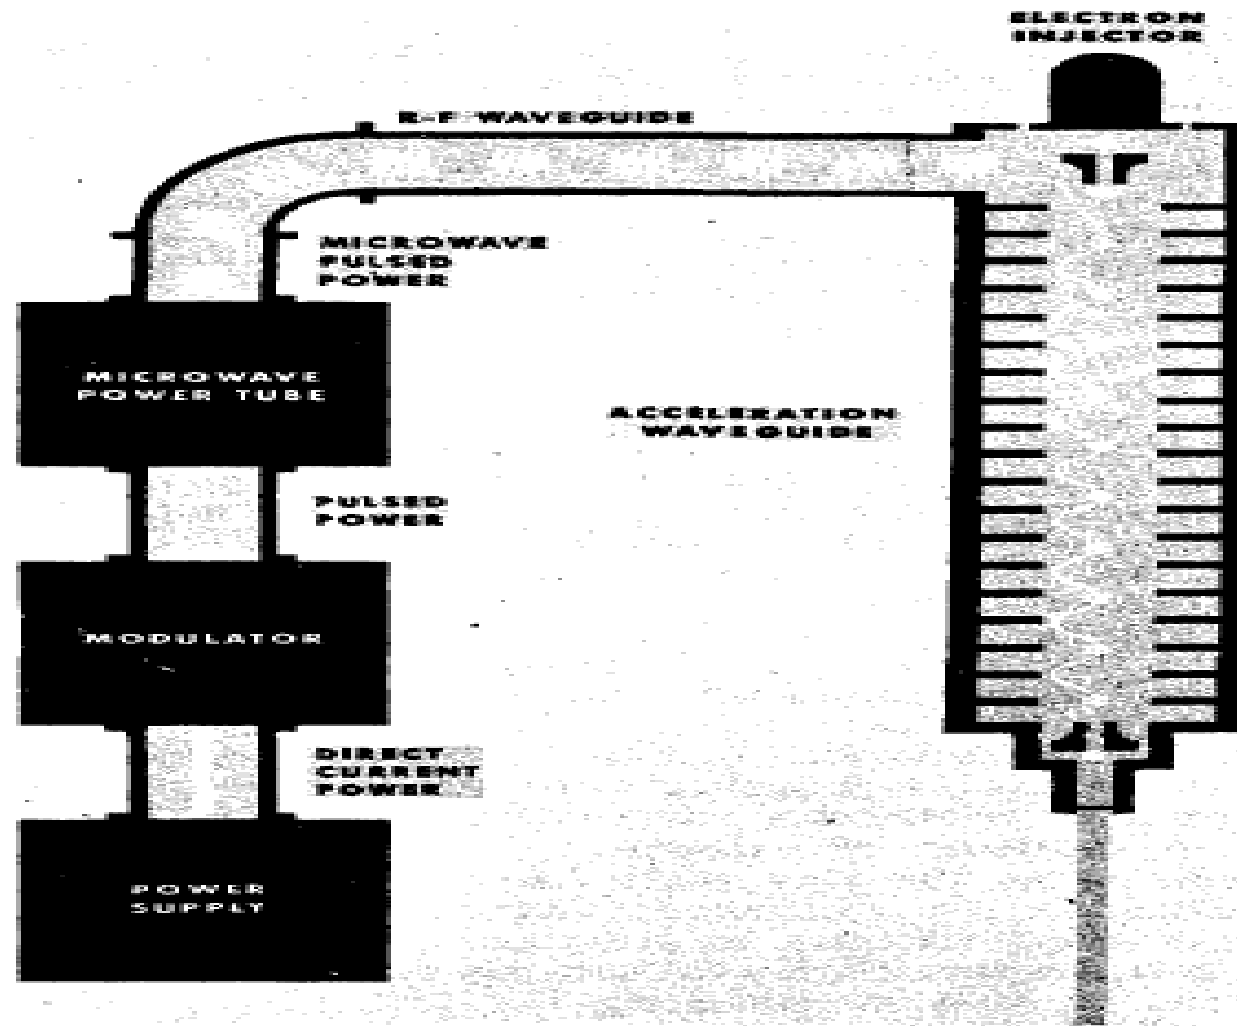 ELECTRON
INJECTOR
R-F WAVEGUIDE
MICROWAVE
PULSED
POWER
MICROWAVE
POWER TUBE
ACCELERATION
WAVEGUIDE
PULSED
POWER
MODULATOR
DIRECT
CURRENT
POWER
POWER
SUPPLY